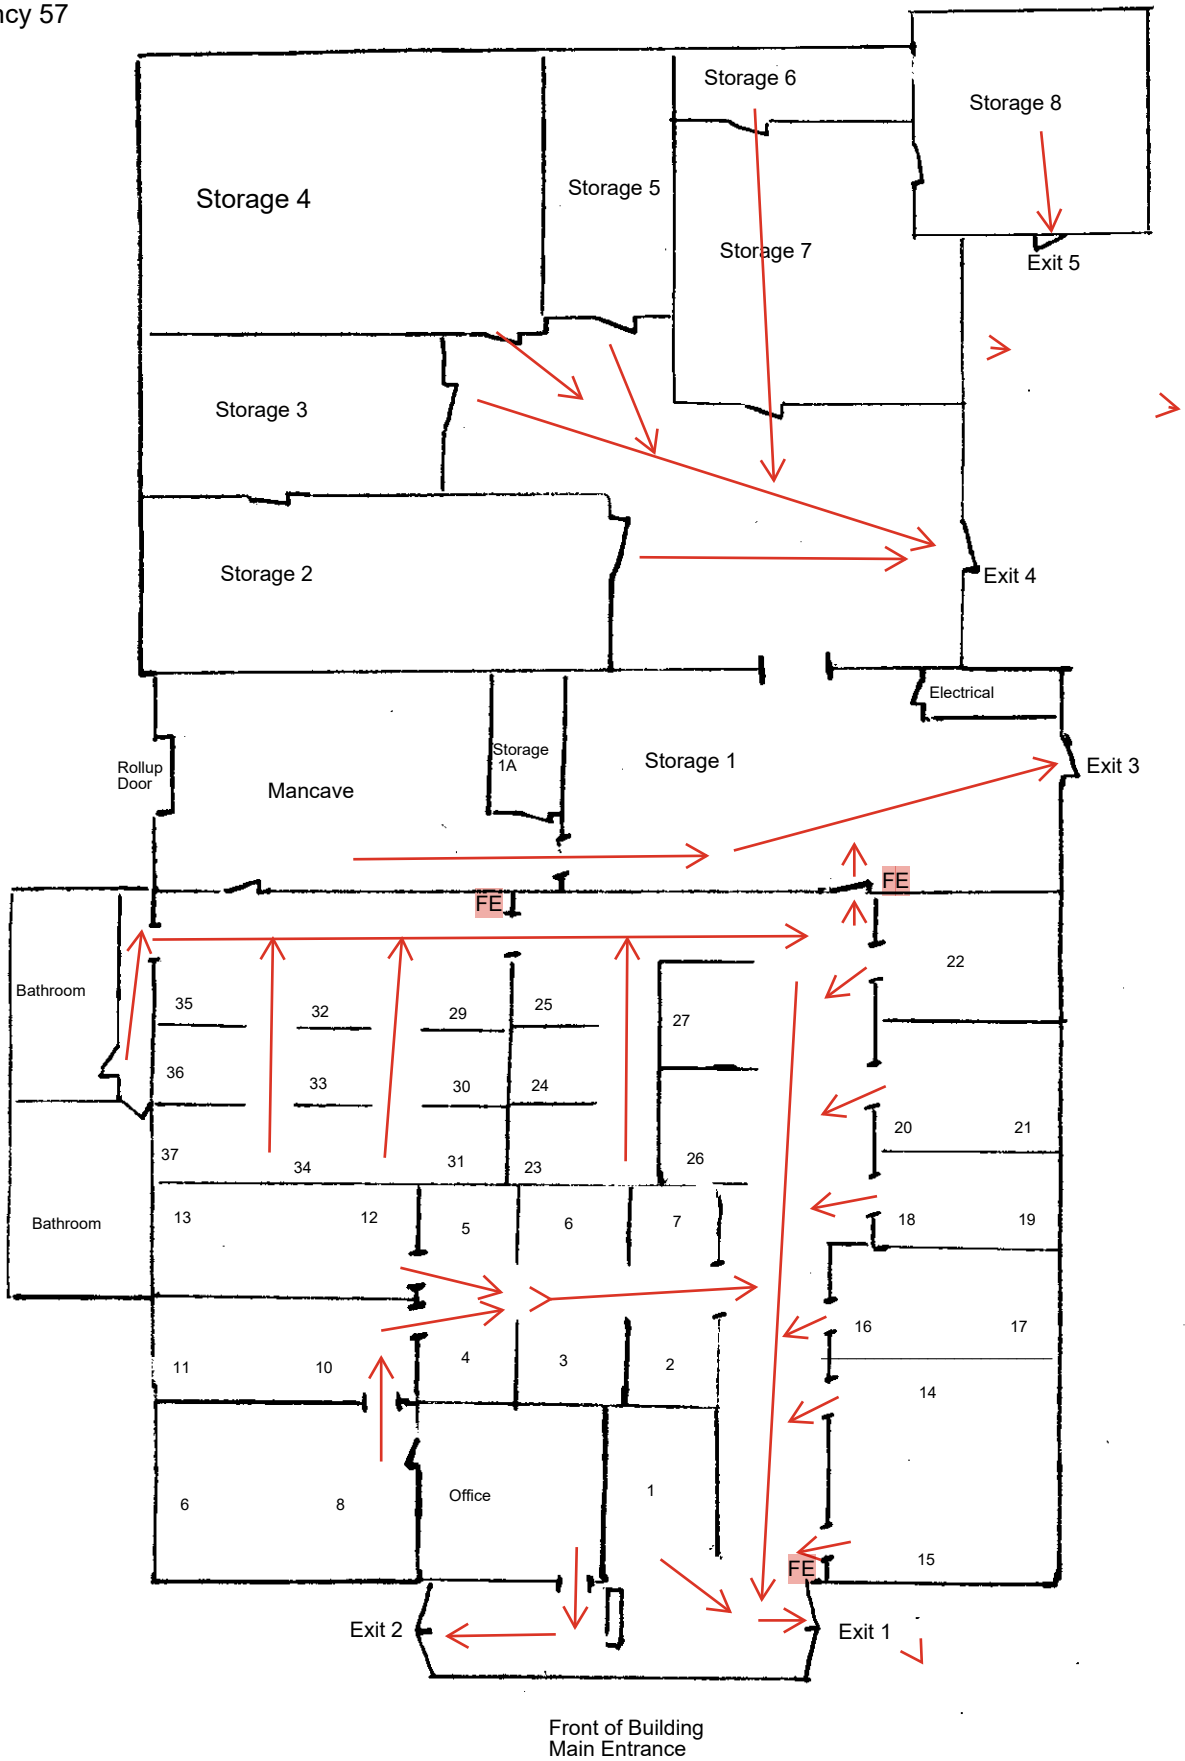 57
Storage 6
Storage 8
Storage 4
Storage 5
Storage 7
Exit 5
Storage 3
Storage 2
Exit 4
Electrical
Storage
1A
Storage 1
Rollup
Door
Mancave
Exit 3
FE
FE
Bathroom
22
35
32
29
25
27
36
33
30
24
20
21
37
34
31
23
26
Bathroom
13
12
5
6
7
18
19
16
17
11
10
4
3
2
14
6
8
Office
1
15
FE
Exit 2
Exit 1
Front of Building
Main Entrance